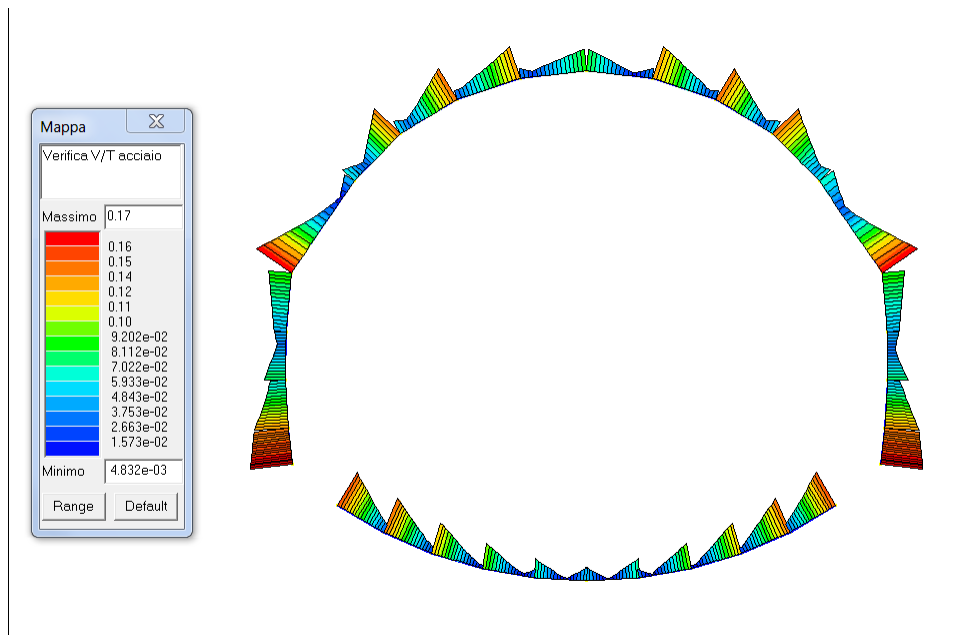 Mappa
Verifica V/T acciaio
Massimo 0.17
0.16
0.15
0.14
0.12
0.11
0.10
9.202e-02
8.112e-02
7.022e-02
5.933e-02
4.843e-02
3.753e-02
2.663e-02
1.573e-02
Minimo 4.832e-03
Range Default